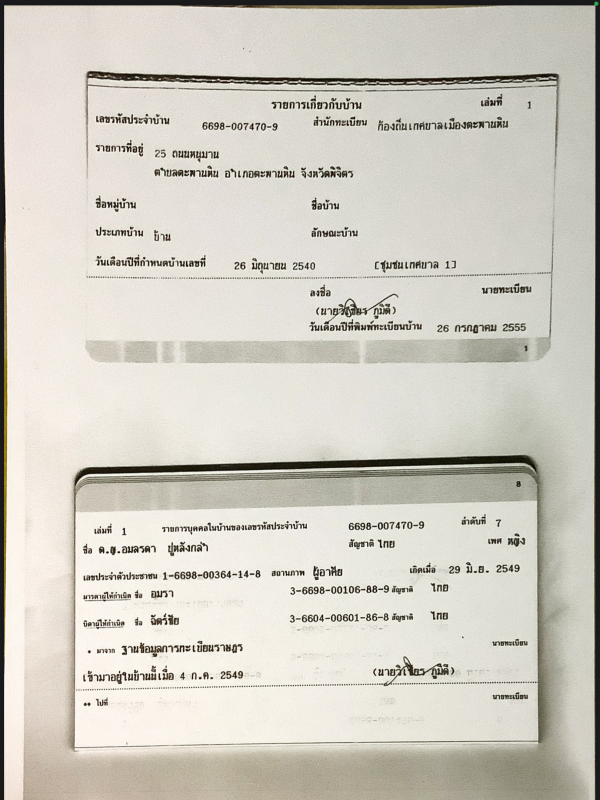 รายการเกี่ยวกับบ้าน เล่มที่ 1
เลขรหัสประจำบ้าน 6698-007470-9 สำนักทะเบียน ท้องถิ่นเทศบาลเมืองตะพานหิน
รายการที่อยู่ 25 ถนนหนุมาน
ตำบลตะพานหิน อำเภอตะพานหิน จังหวัดพิจิตร
ชื่อหมู่บ้าน ชื่อบ้าน
ประเภทบ้าน บ้าน ลักษณะบ้าน
วันเดือนปีที่กำหนดบ้านเลขที่ 26 มิถุนายน 2540 [ชุมชนเทศบาล 1]
ลงชื่อ นายทะเบียน
(นายวิเชียร ภูมิดี)
วันเดือนปีที่พิมพ์ทะเบียนบ้าน 26 กรกฎาคม 2555
1
8
เล่มที่ 1 รายการบุคคลในบ้านของเลขรหัสประจำบ้าน 6698-007470-9 ลำดับที่ 7
ชื่อ ด.ญ.อมลรดา ปูหลังกล่ำ สัญชาติ ไทย เพศ หญิง
เลขประจำตัวประชาชน 1-6698-00364-14-8 สถานภาพ ผู้อาศัย เกิดเมื่อ 29 มิ.ย. 2549
มารดาผู้ให้กำเนิด ชื่อ อมรา 3-6698-00106-88-9 สัญชาติ ไทย
บิดาผู้ให้กำเนิด ชื่อ ฉัตร์ชัย 3-6604-00601-86-8 สัญชาติ ไทย
* มาจาก ฐานข้อมูลการทะเบียนราษฎร นายทะเบียน
เข้ามาอยู่ในบ้านนี้เมื่อ 4 ก.ค. 2549 (นายวิเชียร ภูมิดี)
** ไปที่ นายทะเบียน